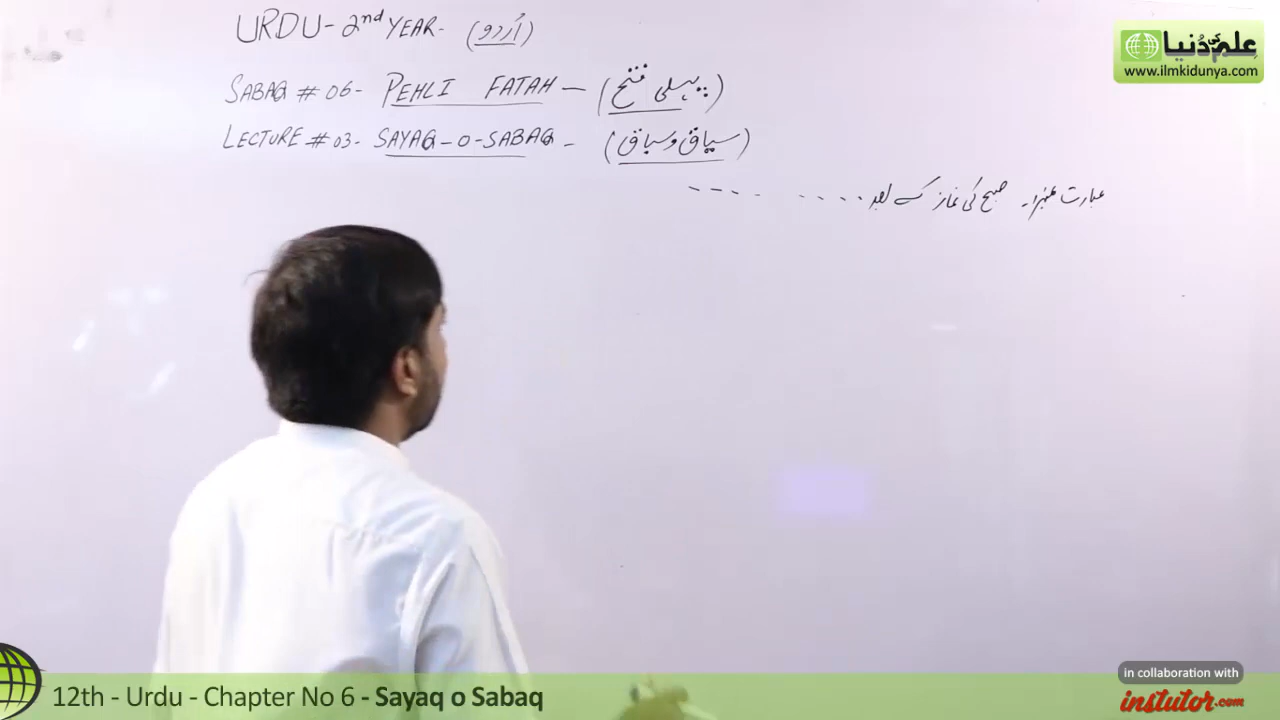 URDU - 2nd YEAR - (اُردو)
SABAQ # 06 - PEHLI FATAH - (پہلی فتح)
LECTURE # 03 - SAYAQ-O-SABAQ - (سیاق و سباق)
عبارت نمبر ۱۔ صبح کی نماز کے بعد ..... - - - -
علم کی دُنیا
www.ilmkidunya.com
12th - Urdu - Chapter No 6 - Sayaq o Sabaq
in collaboration with
instutor.com